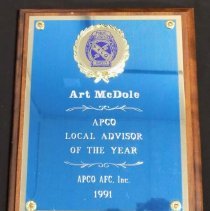 Art McDole
APCO
LOCAL ADVISOR
OF THE YEAR
APCO AFC, Inc.
1991